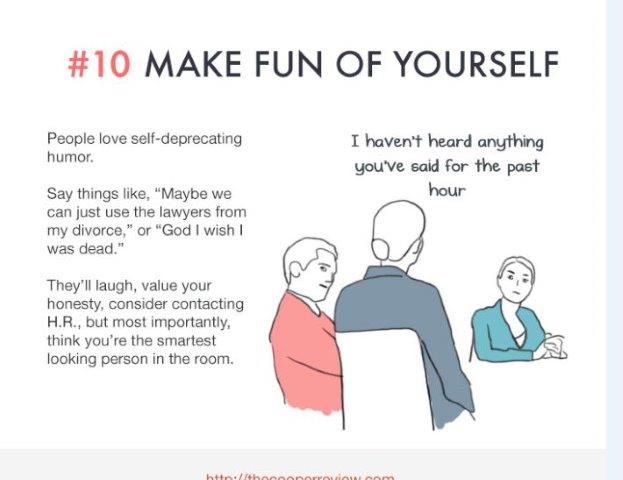 #10 MAKE FUN OF YOURSELF
People love self-deprecating
humor.
Say things like, “Maybe we
can just use the lawyers from
my divorce,” or “God I wish I
was dead.”
They’ll laugh, value your
honesty, consider contacting
H.R., but most importantly,
think you’re the smartest
looking person in the room.
I haven't heard anything
you've said for the past
hour
http://thecooperreview.com